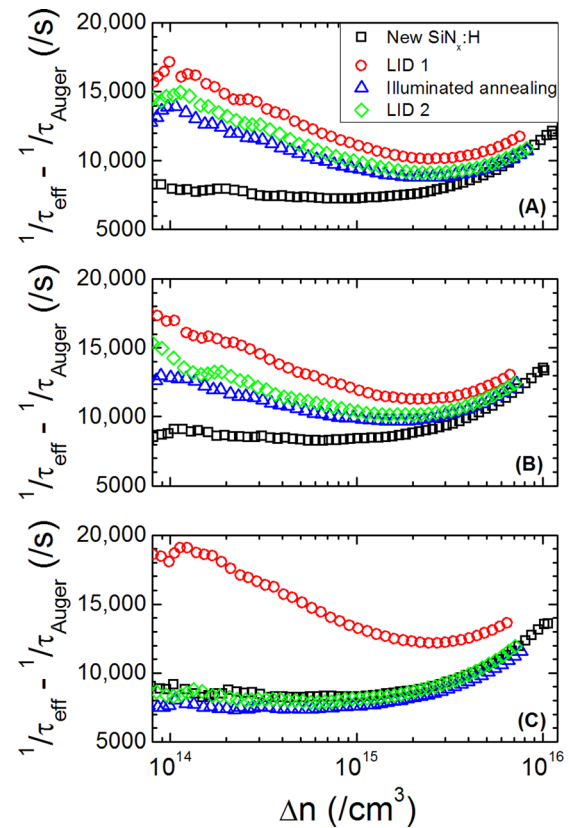 20,000
15,000
10,000
5000
1/τeff − 1/τAuger (/s)
New SiNx:H
LID 1
Illuminated annealing
LID 2
(A)
20,000
15,000
10,000
5000
1/τeff − 1/τAuger (/s)
(B)
20,000
15,000
10,000
5000
1/τeff − 1/τAuger (/s)
(C)
10^14
10^15
10^16
Δn (/cm^3)